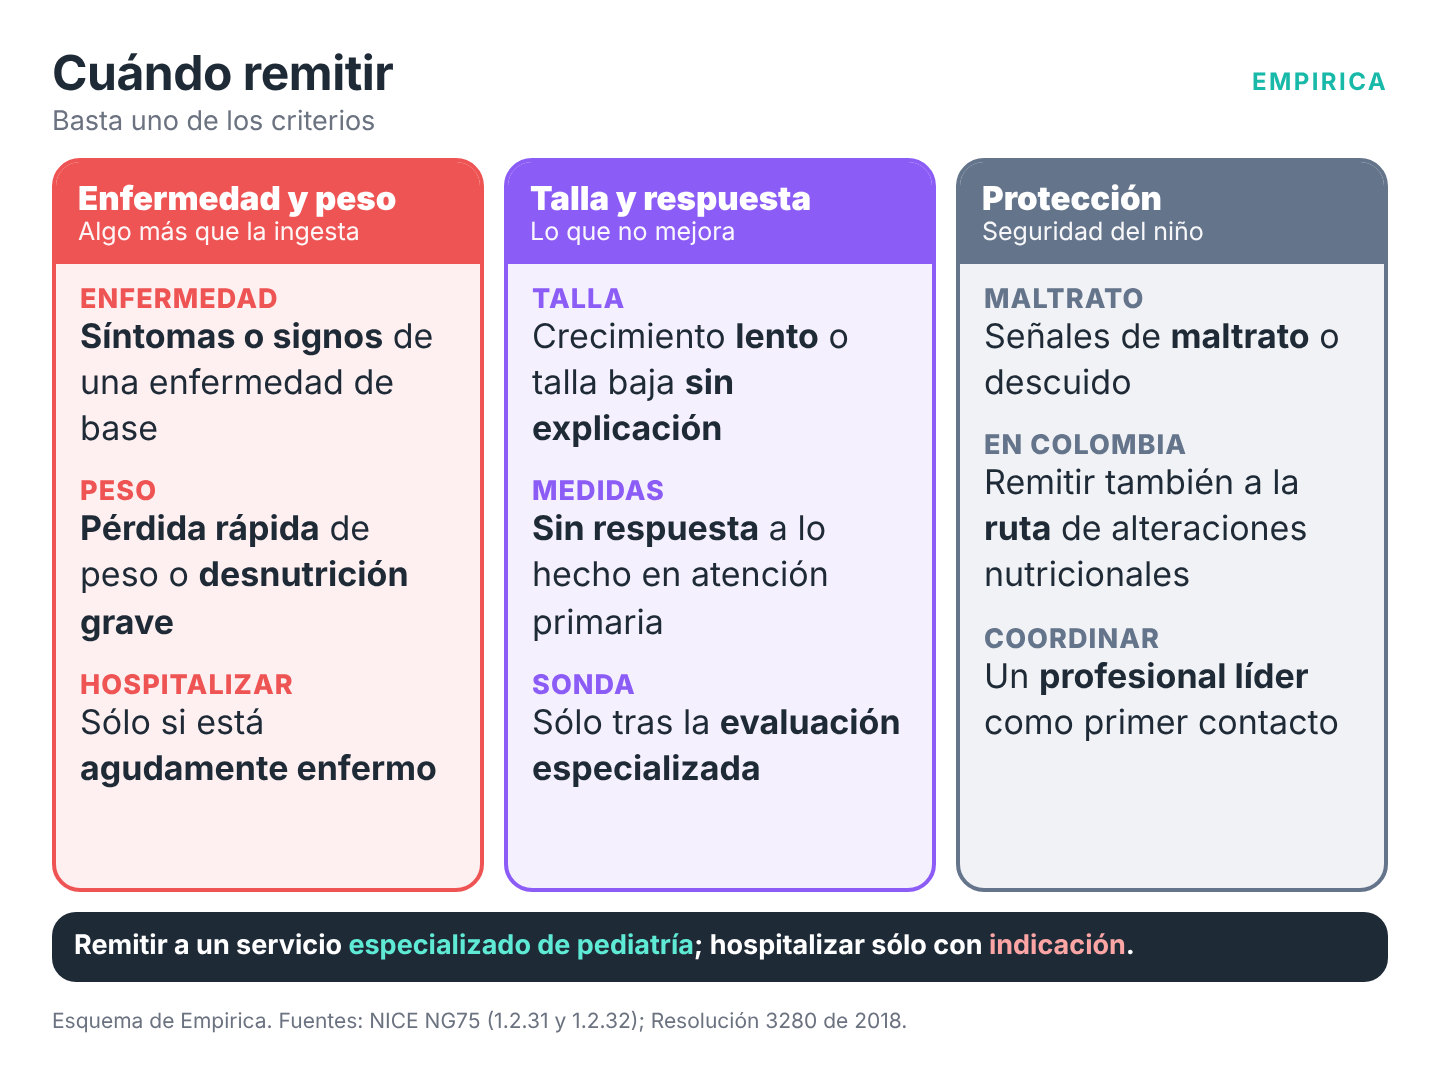 Cuándo remitir
EMPIRICA
Basta uno de los criterios
Enfermedad y peso
Algo más que la ingesta
ENFERMEDAD
Síntomas o signos de
una enfermedad de
base
PESO
Pérdida rápida de
peso o desnutrición
grave
HOSPITALIZAR
Sólo si está
agudamente enfermo
Talla y respuesta
Lo que no mejora
TALLA
Crecimiento lento o
talla baja sin
explicación
MEDIDAS
Sin respuesta a lo
hecho en atención
primaria
SONDA
Sólo tras la evaluación
especializada
Protección
Seguridad del niño
MALTRATO
Señales de maltrato o
descuido
EN COLOMBIA
Remitir también a la
ruta de alteraciones
nutricionales
COORDINAR
Un profesional líder
como primer contacto
Remitir a un servicio especializado de pediatría; hospitalizar sólo con indicación.
Esquema de Empirica. Fuentes: NICE NG75 (1.2.31 y 1.2.32); Resolución 3280 de 2018.